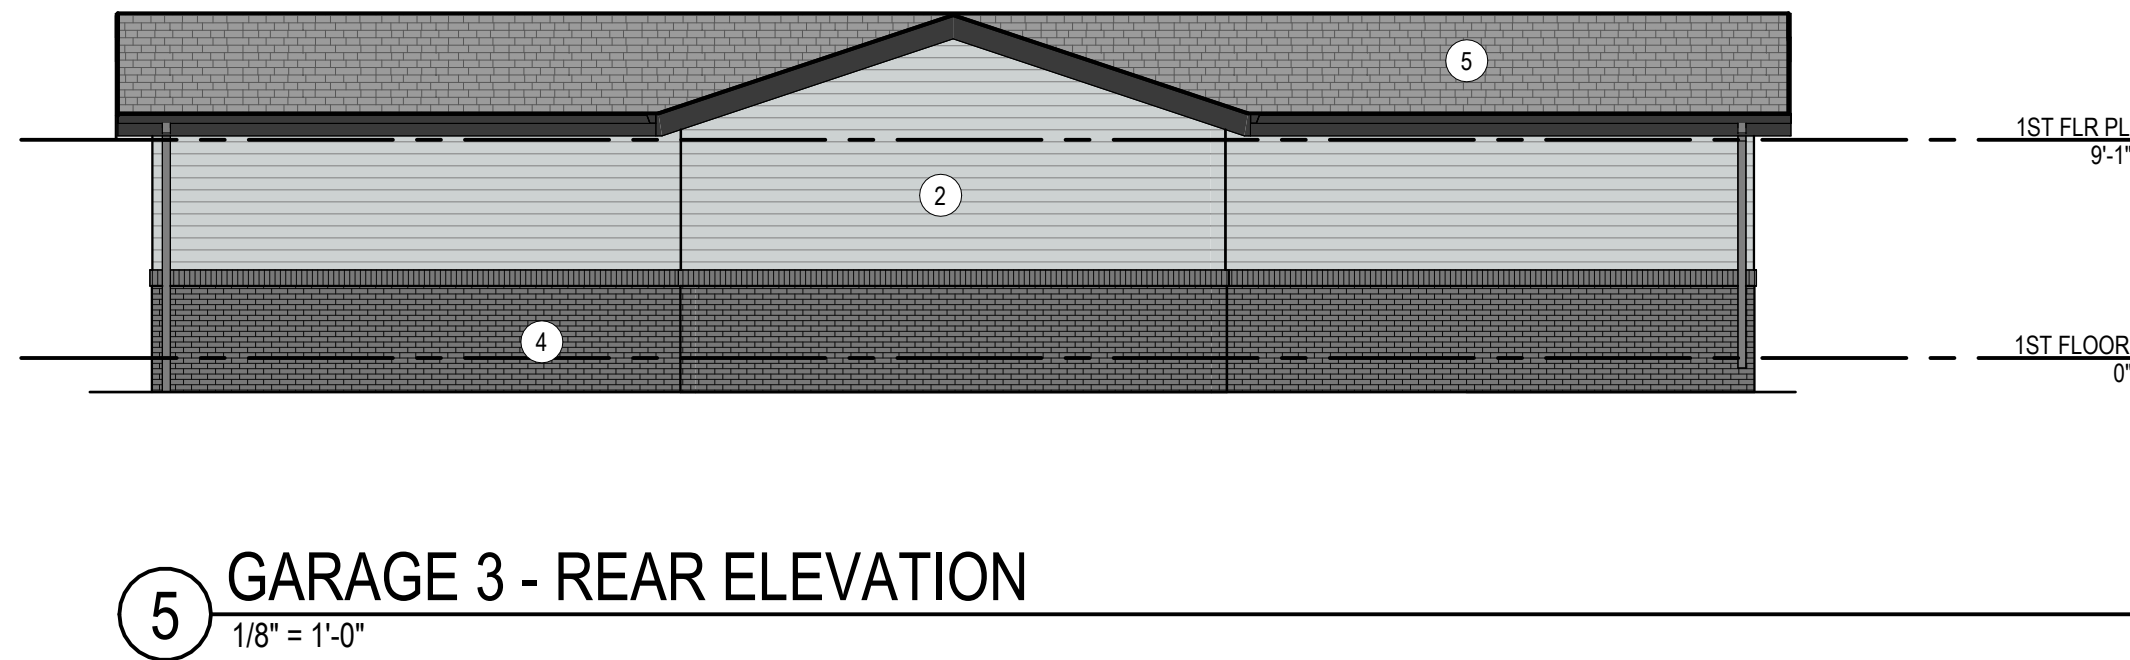 5
1ST FLR PL
9'-1"
2
4
1ST FLOOR
0"
5
GARAGE 3 - REAR ELEVATION
1/8" = 1'-0"